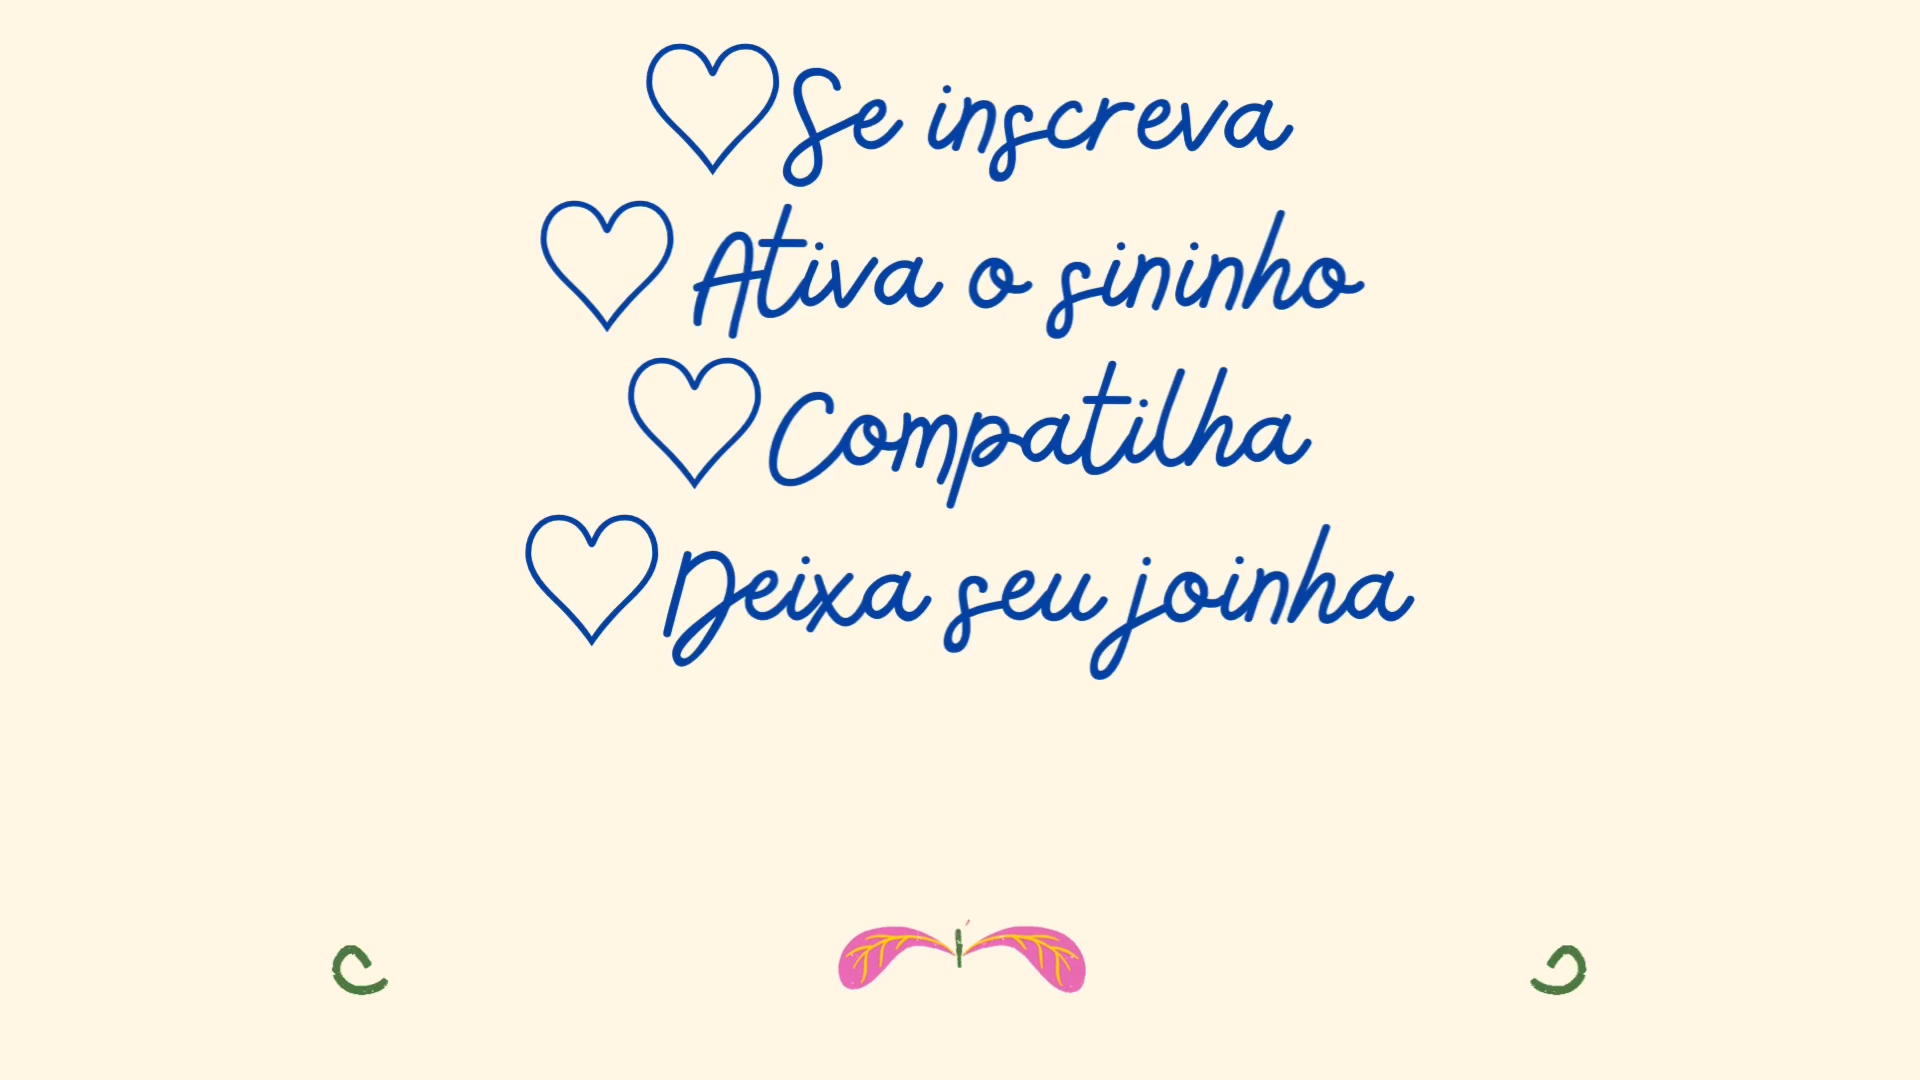 ♡Se inscreva
♡ Ativa o sininho
♡Compatilha
♡Deixa seu joinha